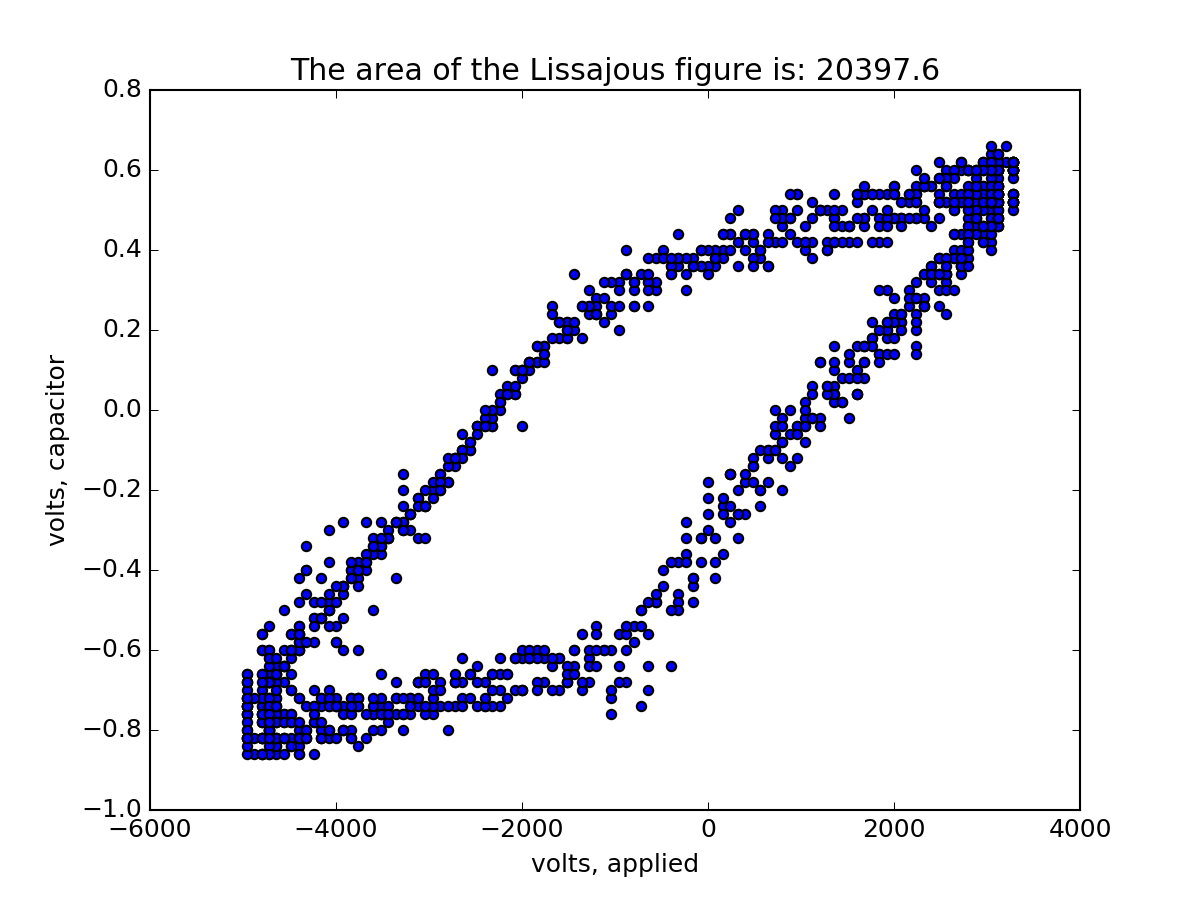 The area of the Lissajous figure is: 20397.6
0.8
0.6
0.4
0.2
0.0
−0.2
−0.4
−0.6
−0.8
−1.0
volts, capacitor
−6000 −4000 −2000 0 2000 4000
volts, applied